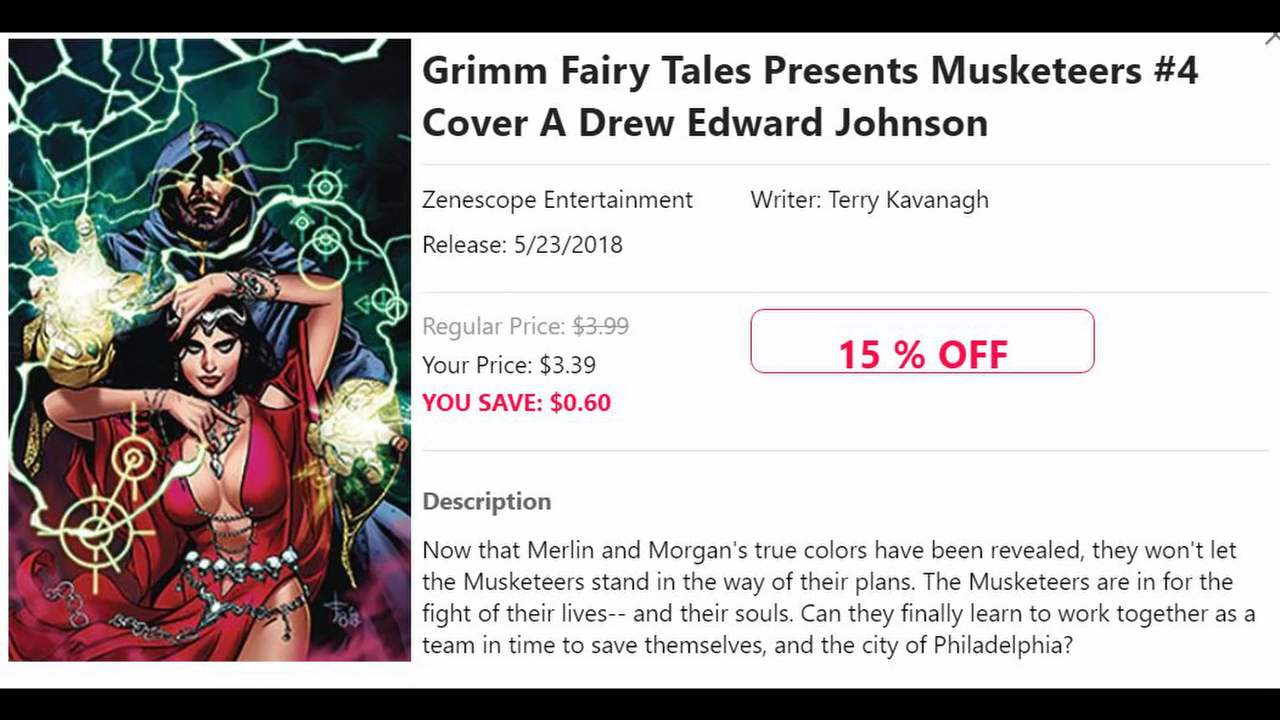 Grimm Fairy Tales Presents Musketeers #4
Cover A Drew Edward Johnson
Zenescope Entertainment
Writer: Terry Kavanagh
Release: 5/23/2018
Regular Price: $3.99
Your Price: $3.39
YOU SAVE: $0.60
15 % OFF
Description
Now that Merlin and Morgan's true colors have been revealed, they won't let
the Musketeers stand in the way of their plans. The Musketeers are in for the
fight of their lives-- and their souls. Can they finally learn to work together as a
team in time to save themselves, and the city of Philadelphia?